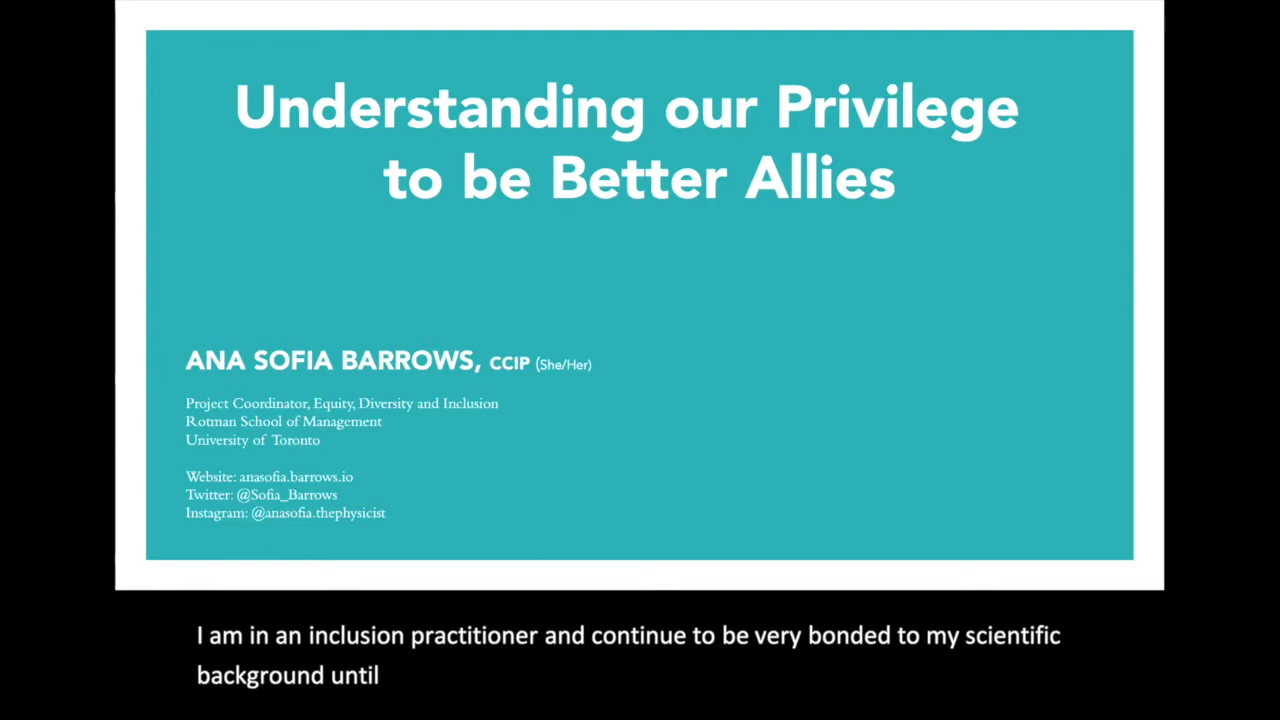 Understanding our Privilege
to be Better Allies
ANA SOFIA BARROWS, CCIP (She/Her)
Project Coordinator, Equity, Diversity and Inclusion
Rotman School of Management
University of Toronto
Website: anasofia.barrows.io
Twitter: @Sofia_Barrows
Instagram: @anasofia.thephysicist
I am in an inclusion practitioner and continue to be very bonded to my scientific
background until